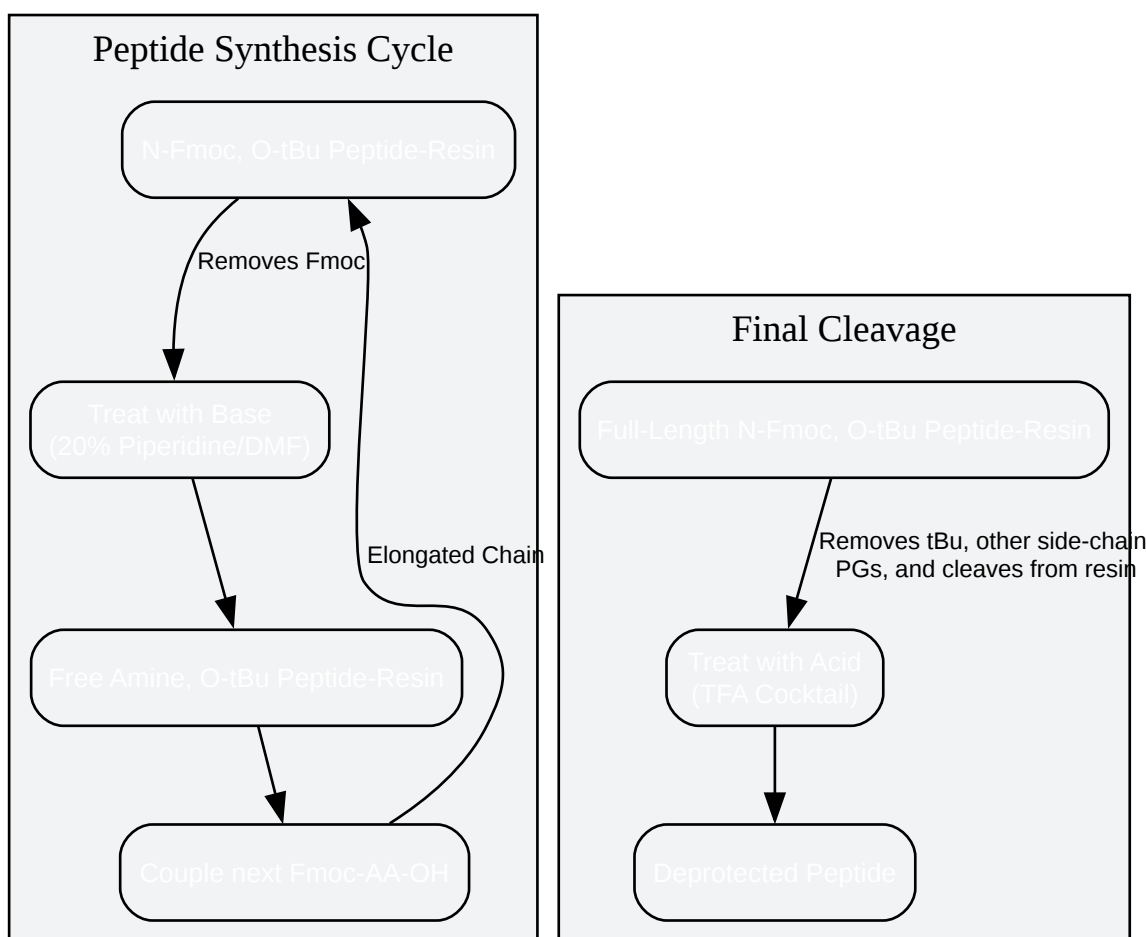 Peptide Synthesis Cycle
N-Fmoc, O-tBu Peptide-Resin
Removes Fmoc
Treat with Base
(20% Piperidine/DMF)
Elongated Chain
Free Amine, O-tBu Peptide-Resin
Couple next Fmoc-AA-OH
Final Cleavage
Full-Length N-Fmoc, O-tBu Peptide-Resin
Removes tBu, other side-chain
PGs, and cleaves from resin
Treat with Acid
(TFA Cocktail)
Deprotected Peptide